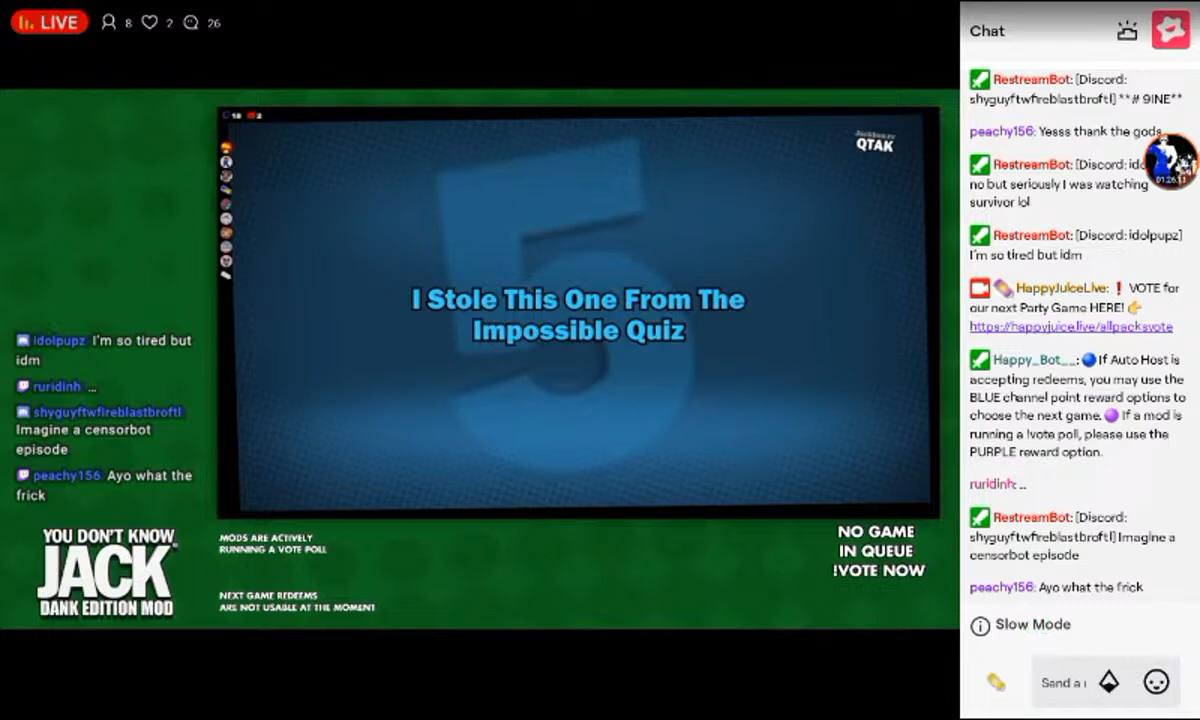 LIVE 8 2 26
Chat
18 2
Jackbox.tv
QTAK
I Stole This One From The
Impossible Quiz
idolpupz I'm so tired but
idm
ruridinh ...
shyguyftwfireblastbroftl
Imagine a censorbot
episode
peachy156 Ayo what the
frick
YOU DON'T KNOW
JACK
DANK EDITION MOD
MODS ARE ACTIVELY
RUNNING A VOTE POLL
NEXT GAME REDEEMS
ARE NOT USABLE AT THE MOMENT
NO GAME
IN QUEUE
!VOTE NOW
RestreamBot: [Discord:
shyguyftwfireblastbroftl] **# 9INE**
peachy156: Yesss thank the gods
RestreamBot: [Discord: ido
no but seriously I was watching
survivor lol
RestreamBot: [Discord: idolpupz]
I'm so tired but idm
HappyJuiceLive: ❗ VOTE for
our next Party Game HERE! 👉
https://happyjuice.live/allpacksvote
Happy_Bot__: 🔵 If Auto Host is
accepting redeems, you may use the
BLUE channel point reward options to
choose the next game. 🟣 If a mod is
running a !vote poll, please use the
PURPLE reward option.
ruridinh: ...
RestreamBot: [Discord:
shyguyftwfireblastbroftl] Imagine a
censorbot episode
peachy156: Ayo what the frick
Slow Mode
Send a